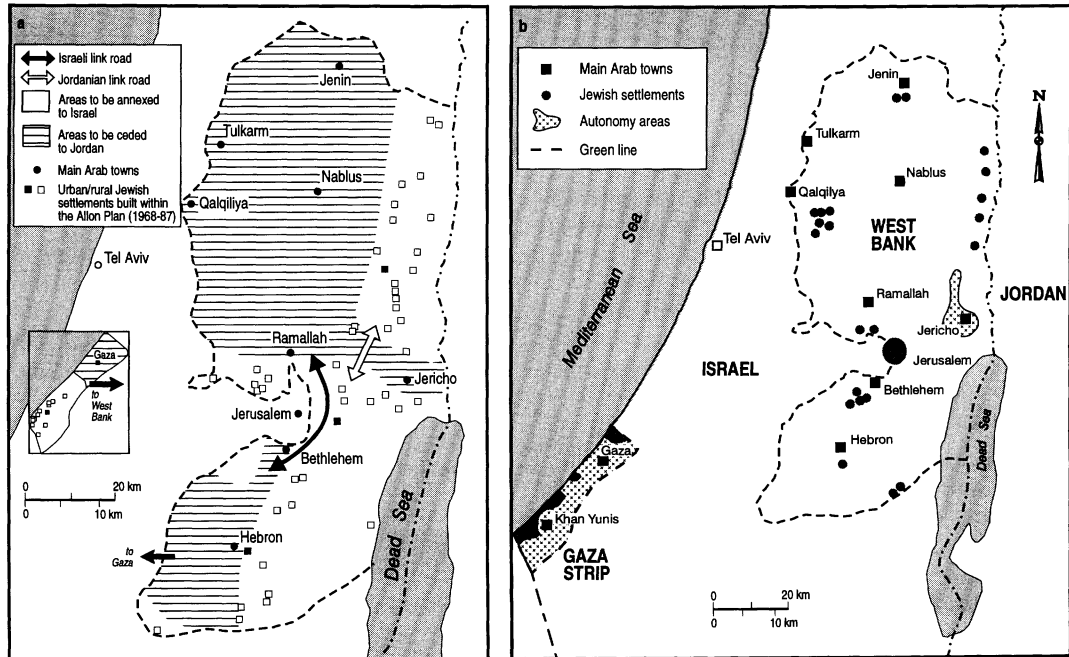 a
Israeli link road
Jordanian link road
Areas to be annexed
to Israel
Areas to be ceded
to Jordan
Main Arab towns
Urban/rural Jewish
settlements built within
the Allon Plan (1968-87)
Jenin
Tulkarm
Nablus
Qalqiliya
Tel Aviv
Gaza
to
West
Bank
Ramallah
Jericho
Jerusalem
Bethlehem
20 km
0
10 km
Hebron
to
Gaza
Dead Sea
b
Main Arab towns
Jewish settlements
Autonomy areas
Green line
N
Jenin
Tulkarm
Nablus
Qalqilya
WEST
BANK
Mediterranean Sea
Tel Aviv
Ramallah
JORDAN
Jericho
Jerusalem
ISRAEL
Bethlehem
Hebron
Dead Sea
Gaza
Khan Yunis
GAZA
STRIP
20 km
0
10 km